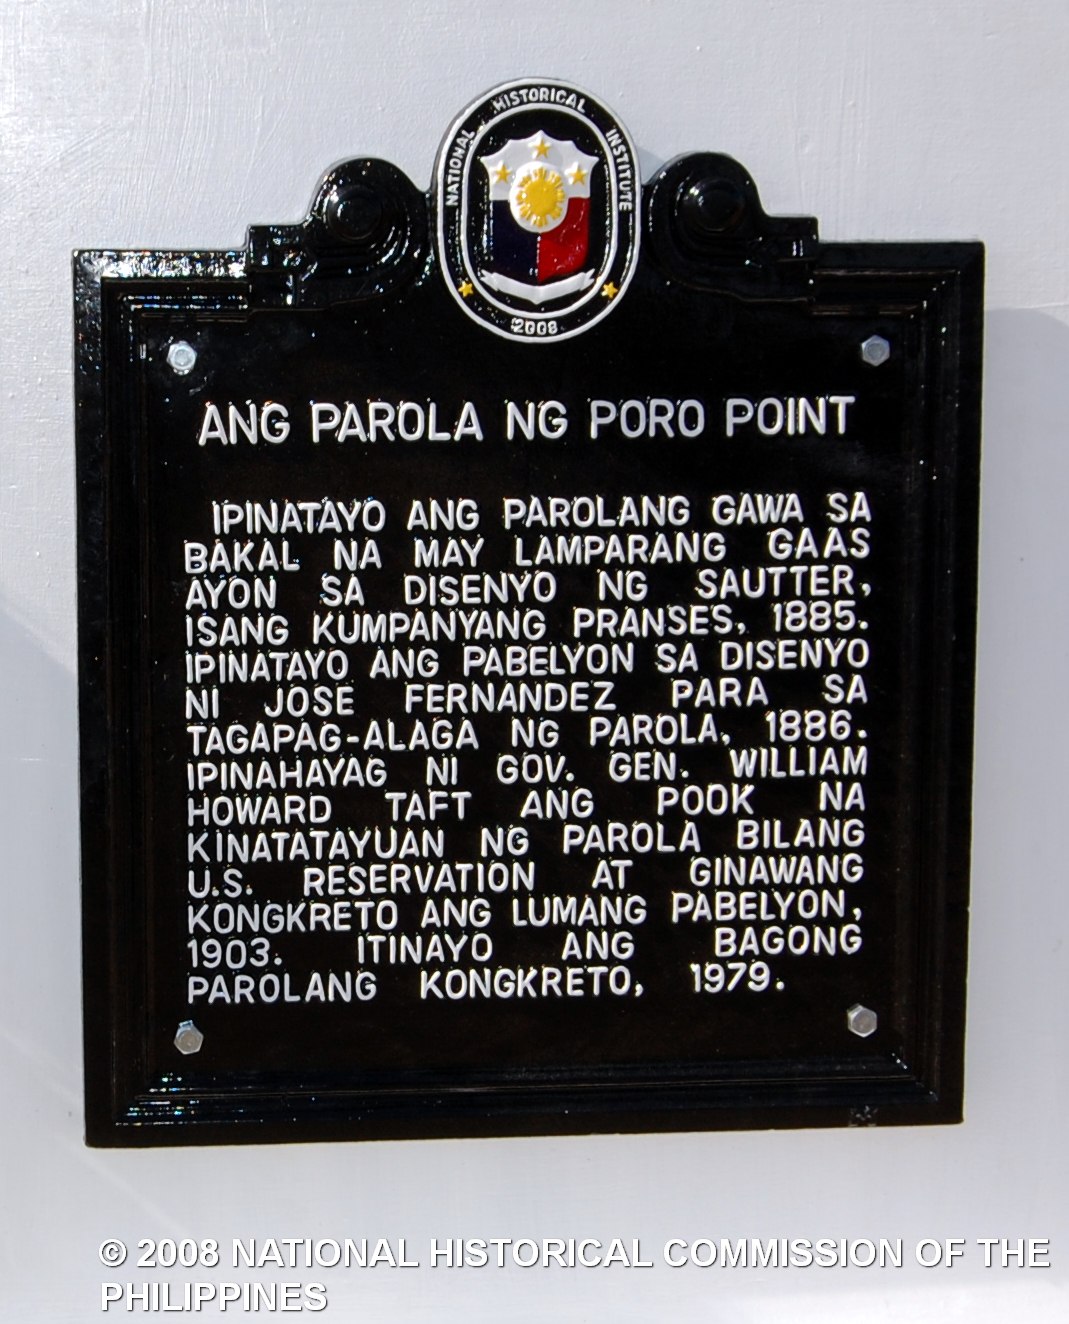 NATIONAL HISTORICAL INSTITUTE
2008
ANG PAROLA NG PORO POINT
IPINATAYO ANG PAROLANG GAWA SA
BAKAL NA MAY LAMPARANG GAAS
AYON SA DISENYO NG SAUTTER,
ISANG KUMPANYANG PRANSES, 1885.
IPINATAYO ANG PABELYON SA DISENYO
NI JOSE FERNANDEZ PARA SA
TAGAPAG-ALAGA NG PAROLA, 1886.
IPINAHAYAG NI GOV. GEN. WILLIAM
HOWARD TAFT ANG POOK NA
KINATATAYUAN NG PAROLA BILANG
U.S. RESERVATION AT GINAWANG
KONGKRETO ANG LUMANG PABELYON,
1903. ITINAYO ANG BAGONG
PAROLANG KONGKRETO, 1979.
© 2008 NATIONAL HISTORICAL COMMISSION OF THE
PHILIPPINES